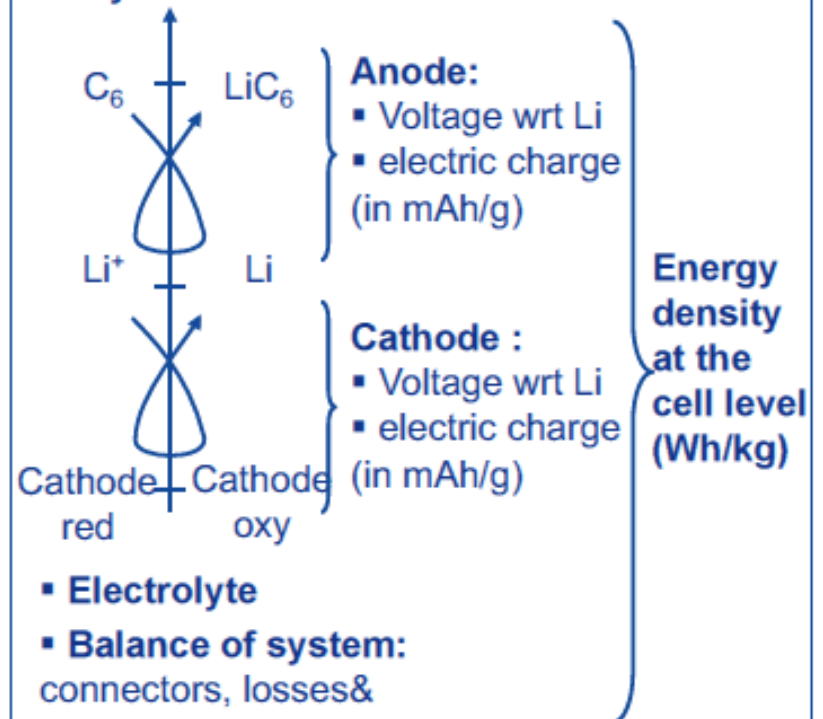 C₆
LiC₆
Anode:
▪ Voltage wrt Li
▪ electric charge
(in mAh/g)
Li⁺
Li
Energy
density
at the
cell level
(Wh/kg)
Cathode :
▪ Voltage wrt Li
▪ electric charge
(in mAh/g)
Cathode
red
Cathode
oxy
▪ Electrolyte
▪ Balance of system:
connectors, losses&